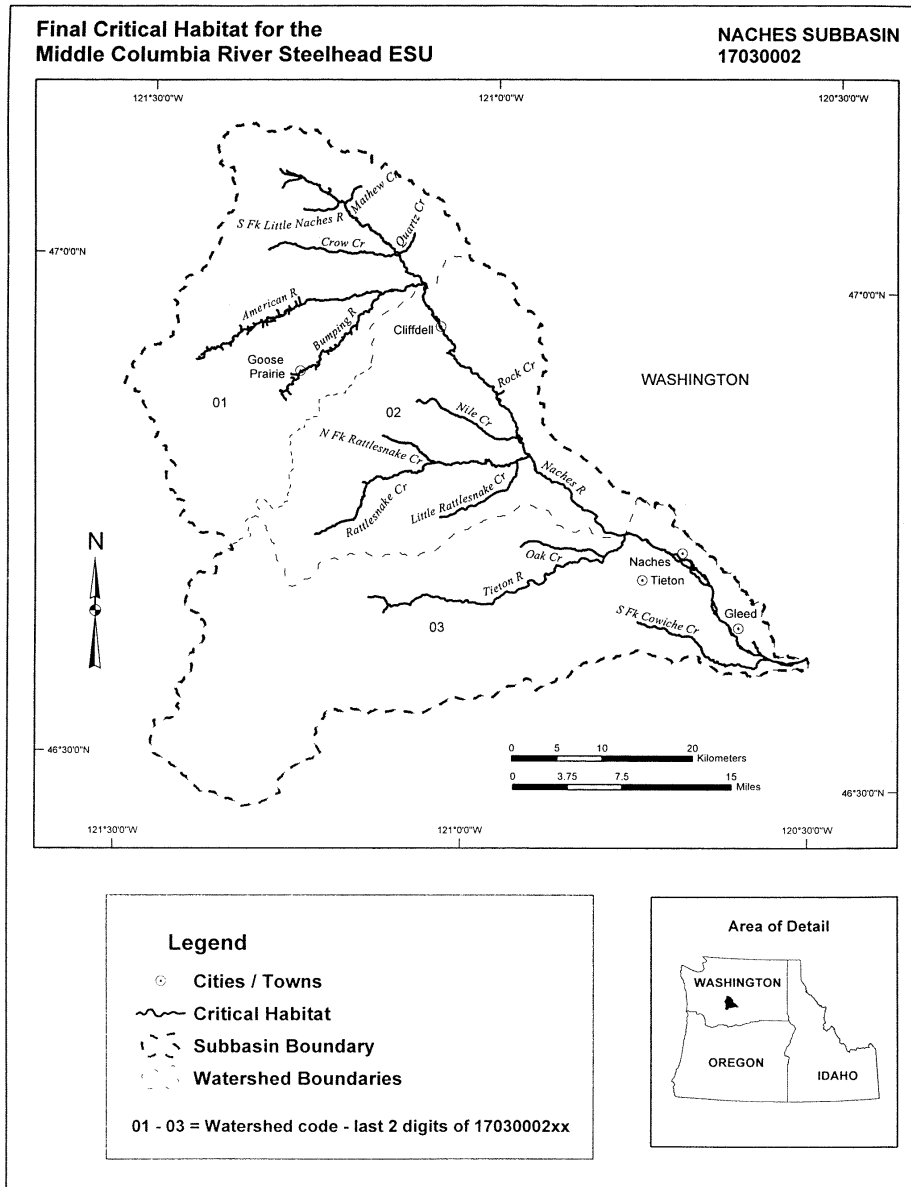 Final Critical Habitat for the
Middle Columbia River Steelhead ESU
NACHES SUBBASIN
17030002
121°30'0"W
121°0'0"W
120°30'0"W
47°0'0"N
47°0'0"N
Mathew Cr
S Fk Little Naches R
Quartz Cr
Crow Cr
American R
Bumping R
Cliffdell
Goose
Prairie
Rock Cr
WASHINGTON
01
02
Nile Cr
N Fk Rattlesnake Cr
Naches R
Rattlesnake Cr
Little Rattlesnake Cr
N
Oak Cr
Naches
Tieton
Tieton R
Gleed
S Fk Cowiche Cr
03
46°30'0"N
0 5 10 20
Kilometers
0 3.75 7.5 15
Miles
46°30'0"N
121°30'0"W
121°0'0"W
120°30'0"W
Legend
Cities / Towns
Critical Habitat
Subbasin Boundary
Watershed Boundaries
01 - 03 = Watershed code - last 2 digits of 17030002xx
Area of Detail
WASHINGTON
OREGON
IDAHO